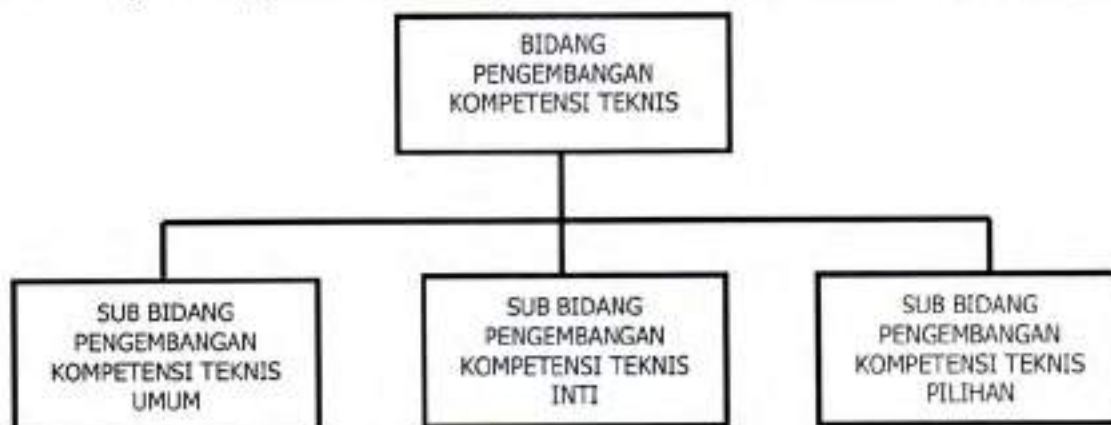 BIDANG
PENGEMBANGAN
KOMPETENSI TEKNIS
SUB BIDANG
PENGEMBANGAN
KOMPETENSI TEKNIS
UMUM
SUB BIDANG
PENGEMBANGAN
KOMPETENSI TEKNIS
INTI
SUB BIDANG
PENGEMBANGAN
KOMPETENSI TEKNIS
PILIHAN